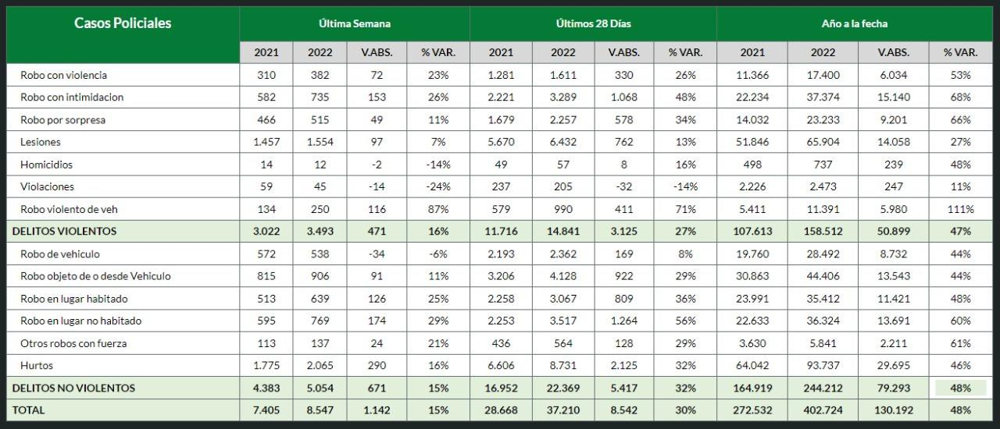 Casos Policiales Última Semana Últimos 28 Días Año a la fecha
2021 2022 V.ABS. % VAR. 2021 2022 V.ABS. % VAR. 2021 2022 V.ABS. % VAR.
Robo con violencia 310 382 72 23% 1.281 1.611 330 26% 11.366 17.400 6.034 53%
Robo con intimidacion 582 735 153 26% 2.221 3.289 1.068 48% 22.234 37.374 15.140 68%
Robo por sorpresa 466 515 49 11% 1.679 2.257 578 34% 14.032 23.233 9.201 66%
Lesiones 1.457 1.554 97 7% 5.670 6.432 762 13% 51.846 65.904 14.058 27%
Homicidios 14 12 -2 -14% 49 57 8 16% 498 737 239 48%
Violaciones 59 45 -14 -24% 237 205 -32 -14% 2.226 2.473 247 11%
Robo violento de veh 134 250 116 87% 579 990 411 71% 5.411 11.391 5.980 111%
DELITOS VIOLENTOS 3.022 3.493 471 16% 11.716 14.841 3.125 27% 107.613 158.512 50.899 47%
Robo de vehiculo 572 538 -34 -6% 2.193 2.362 169 8% 19.760 28.492 8.732 44%
Robo objeto de o desde Vehiculo 815 906 91 11% 3.206 4.128 922 29% 30.863 44.406 13.543 44%
Robo en lugar habitado 513 639 126 25% 2.258 3.067 809 36% 23.991 35.412 11.421 48%
Robo en lugar no habitado 595 769 174 29% 2.253 3.517 1.264 56% 22.633 36.324 13.691 60%
Otros robos con fuerza 113 137 24 21% 436 564 128 29% 3.630 5.841 2.211 61%
Hurtos 1.775 2.065 290 16% 6.606 8.731 2.125 32% 64.042 93.737 29.695 46%
DELITOS NO VIOLENTOS 4.383 5.054 671 15% 16.952 22.369 5.417 32% 164.919 244.212 79.293 48%
TOTAL 7.405 8.547 1.142 15% 28.668 37.210 8.542 30% 272.532 402.724 130.192 48%